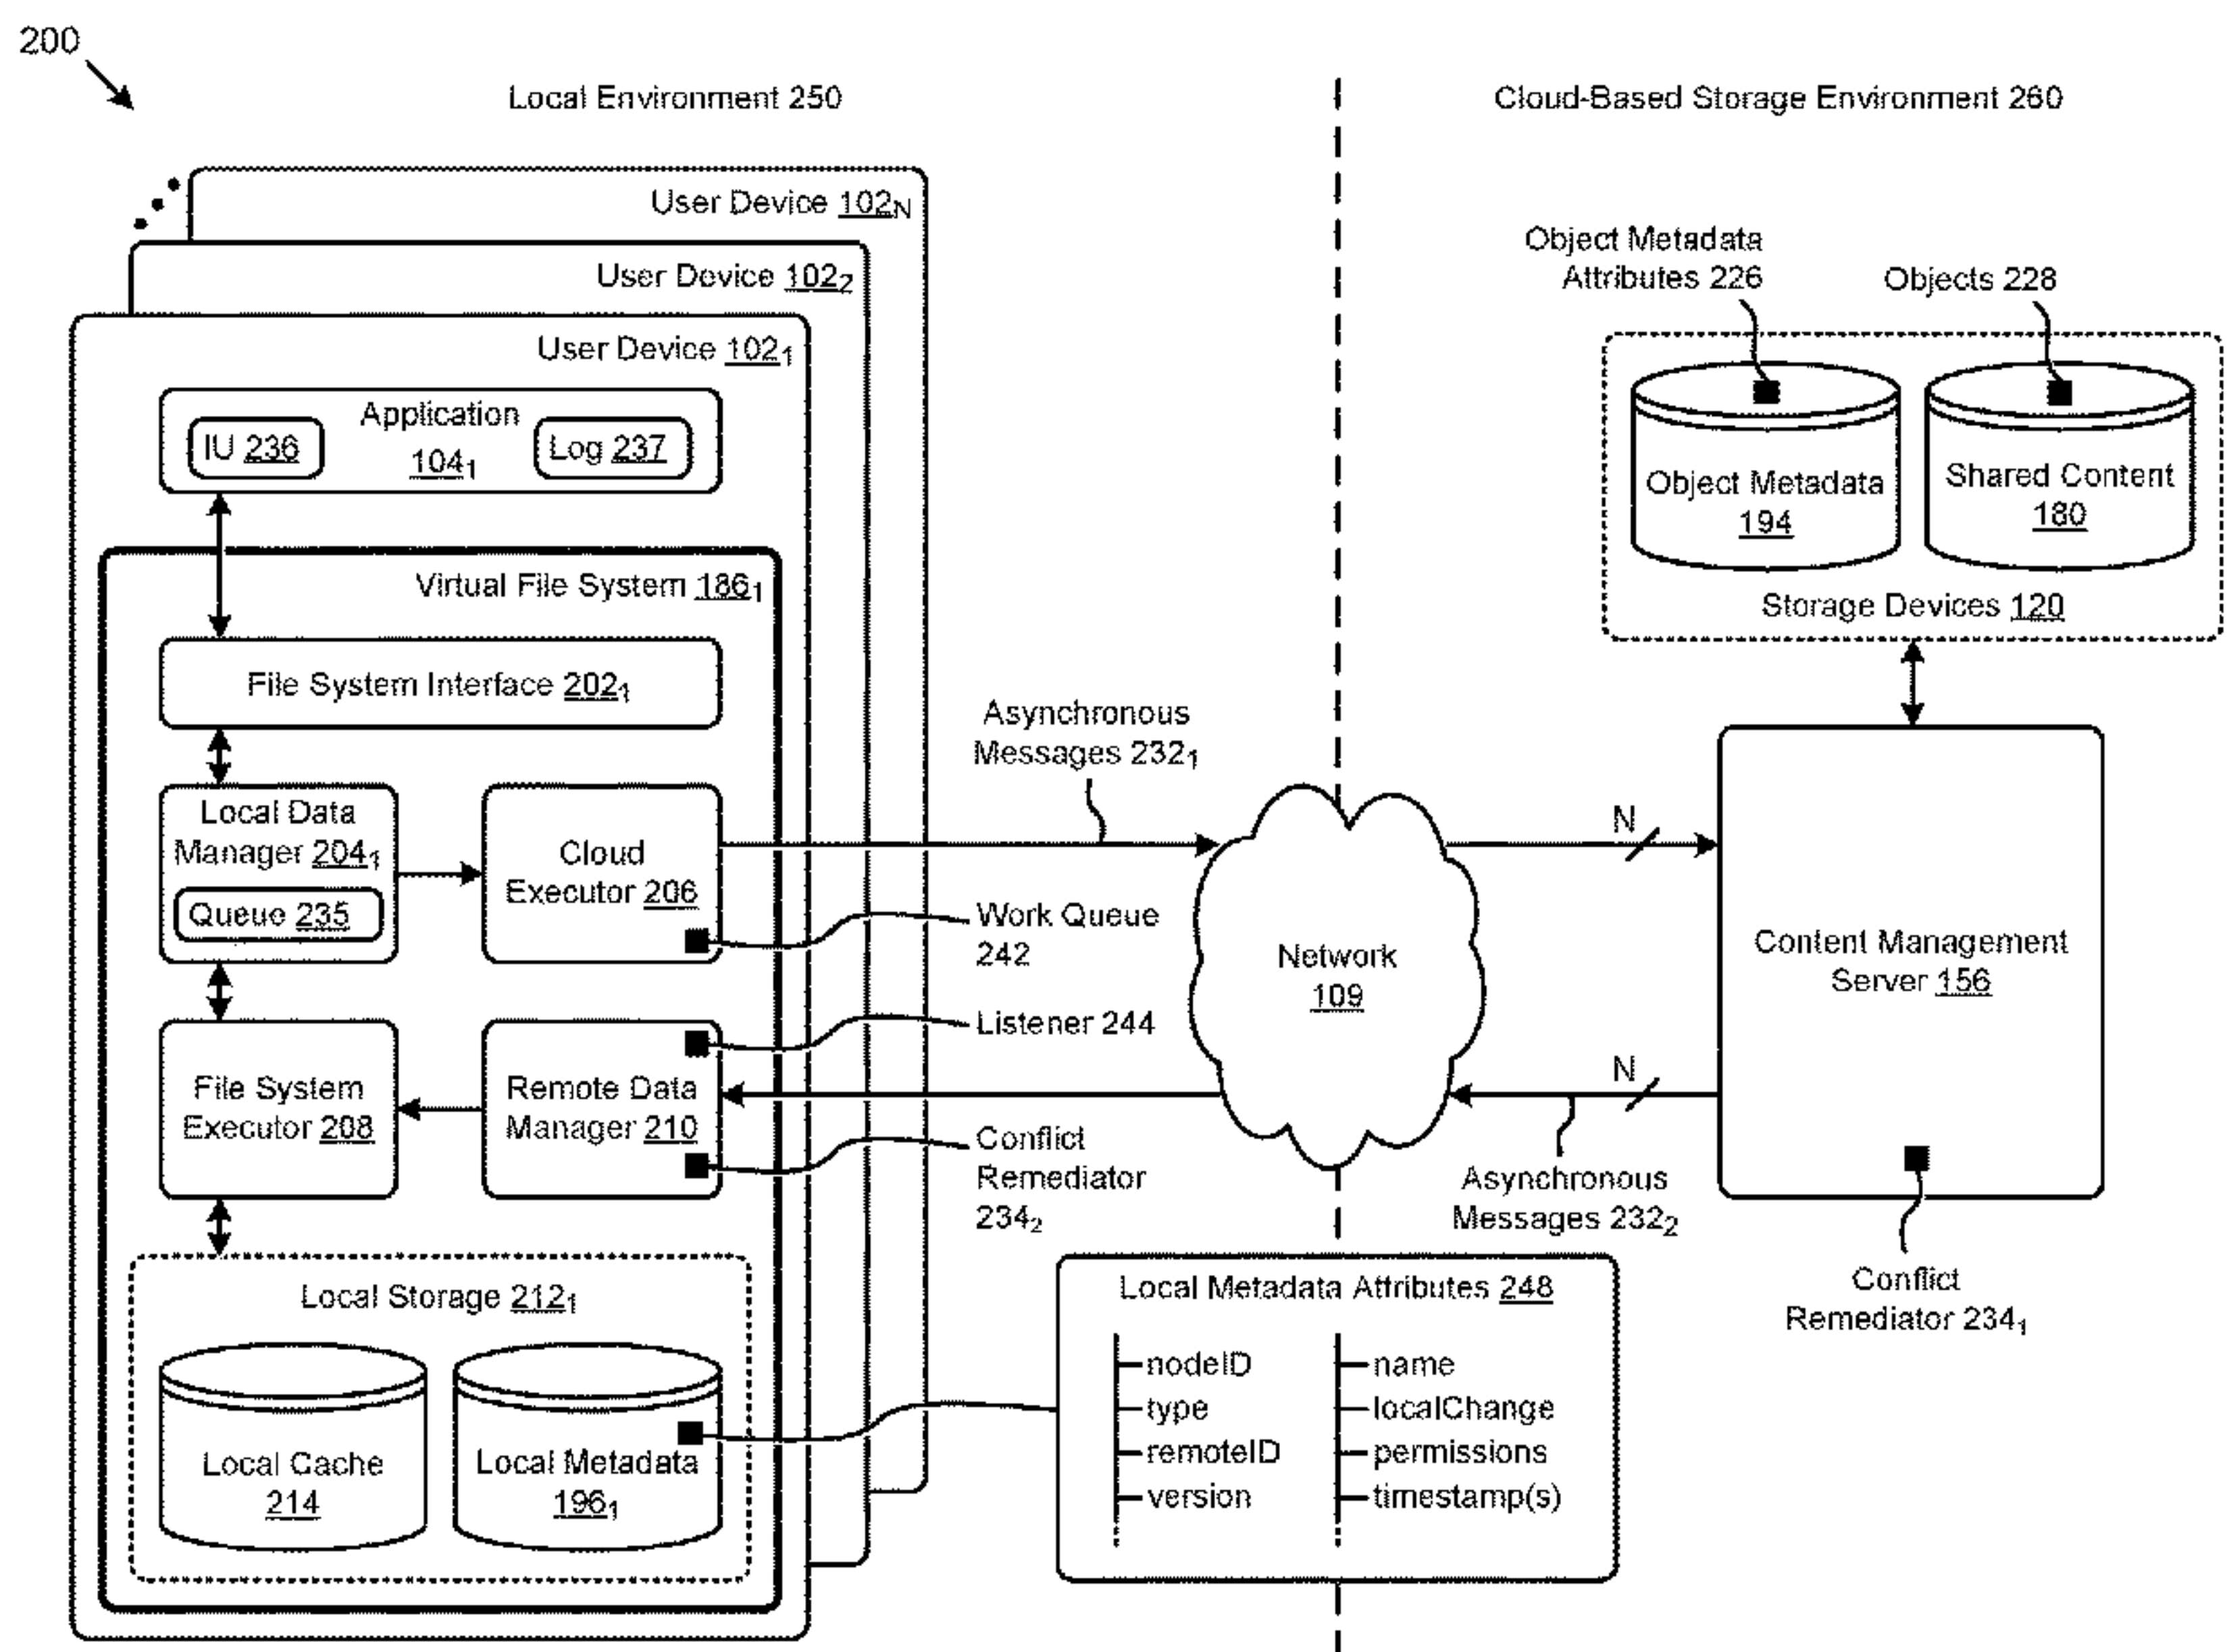 200
Local Environment 250
Cloud-Based Storage Environment 260
User Device 102N
User Device 1022
User Device 1021
Application
1041
IU 236
Log 237
Virtual File System 1861
File System Interface 2021
Local Data
Manager 2041
Queue 235
Cloud
Executor 206
File System
Executor 208
Remote Data
Manager 210
Local Storage 2121
Local Cache
214
Local Metadata
1961
Asynchronous
Messages 2321
Work Queue
242
Listener 244
Conflict
Remediator
2342
Network
109
N
N
Asynchronous
Messages 2322
Object Metadata
Attributes 226
Objects 228
Object Metadata
194
Shared Content
180
Storage Devices 120
Content Management
Server 156
Conflict
Remediator 2341
Local Metadata Attributes 248
nodeID
type
remoteID
version
name
localChange
permissions
timestamp(s)